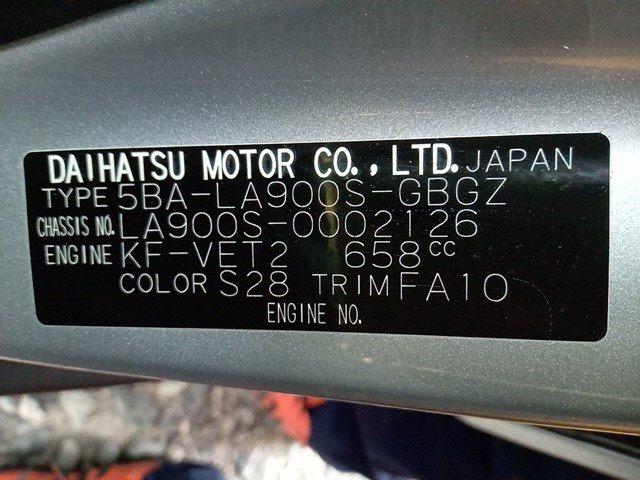 DAIHATSU MOTOR CO., LTD. JAPAN
TYPE 5BA-LA900S-GBGZ
CHASSIS NO. LA900S-0002126
ENGINE KF-VET2 658cc
COLOR S28 TRIM FA10
ENGINE NO.